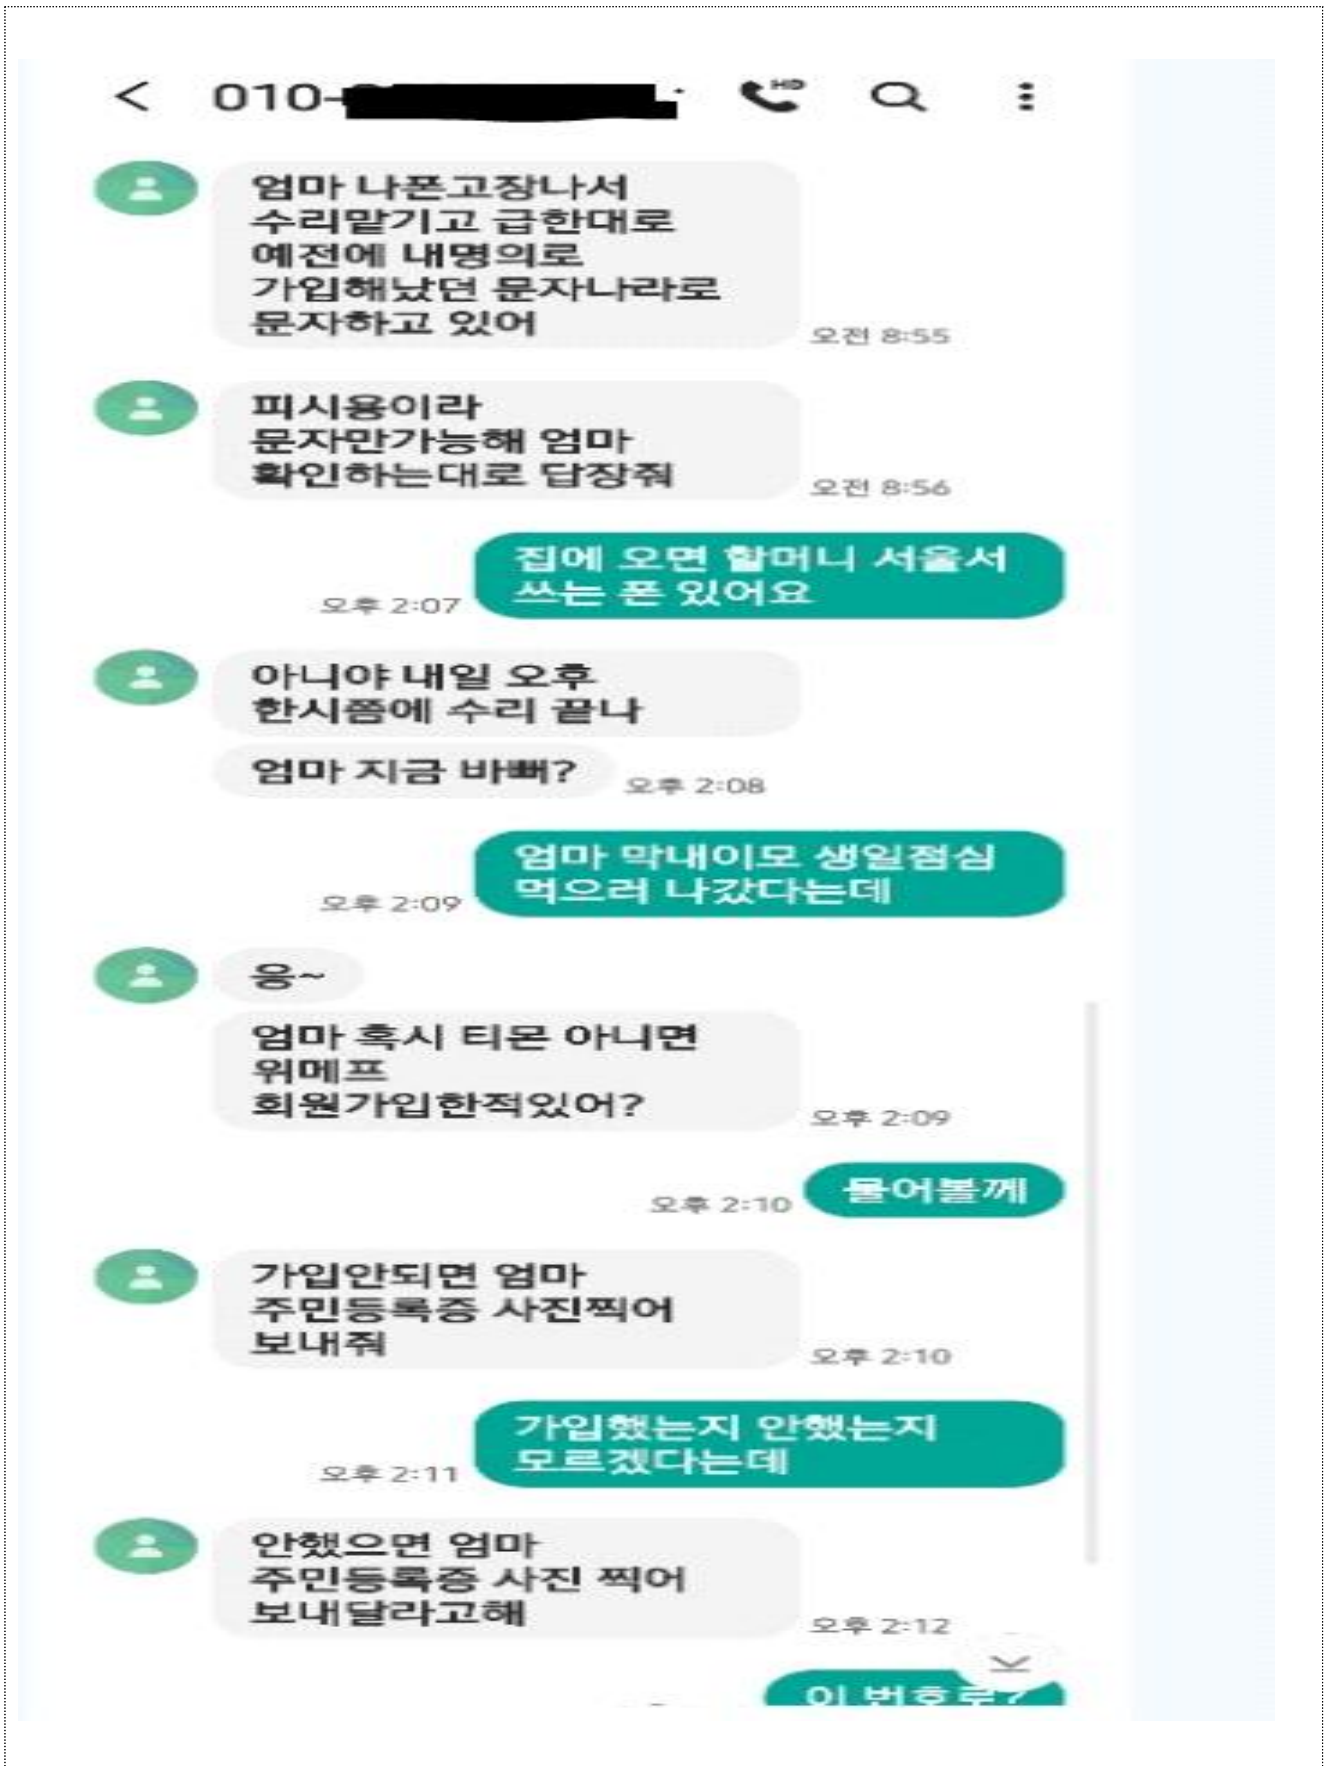 010-
엄마 나폰고장나서
수리맡기고 급한대로
예전에 내명의로
가입해놨던 문자나라로
문자하고 있어
오전 8:55
피시용이라
문자만가능해 엄마
확인하는대로 답장줘
오전 8:56
집에 오면 할머니 서울서
쓰는 폰 있어요
오후 2:07
아니야 내일 오후
한시쯤에 수리 끝나
엄마 지금 바뻐?
오후 2:08
엄마 막내이모 생일점심
먹으러 나갔다는데
오후 2:09
응~
엄마 혹시 티몬 아니면
위메프
회원가입한적있어?
오후 2:09
물어볼께
오후 2:10
가입안되면 엄마
주민등록증 사진찍어
보내줘
오후 2:10
가입했는지 안했는지
모르겠다는데
오후 2:11
안했으면 엄마
주민등록증 사진 찍어
보내달라고해
오후 2:12
이 번호로?